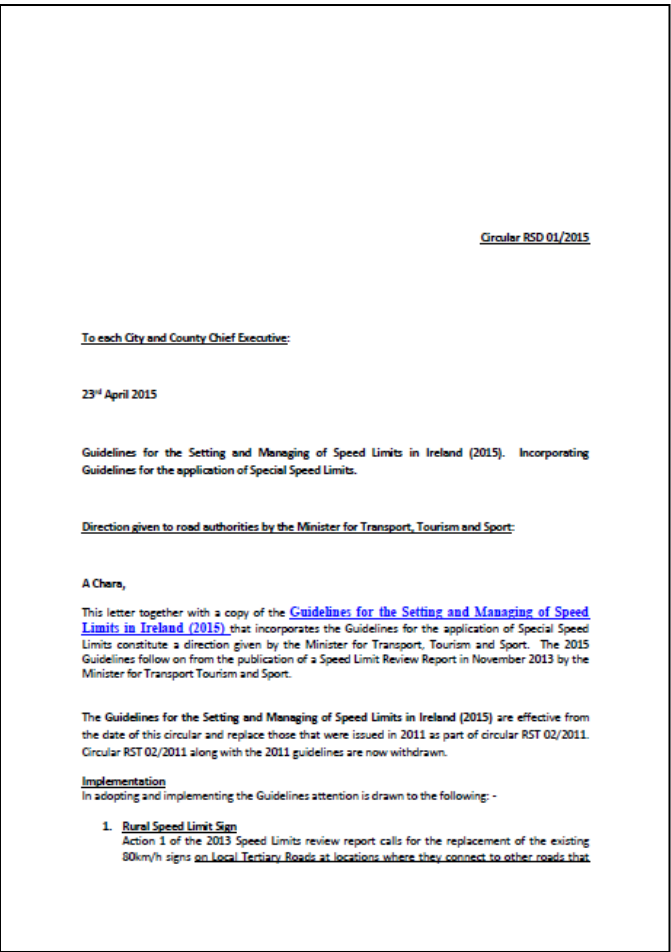 Circular RSD 01/2015
To each City and County Chief Executive:
23rd April 2015
Guidelines for the Setting and Managing of Speed Limits in Ireland (2015). Incorporating
Guidelines for the application of Special Speed Limits.
Direction given to road authorities by the Minister for Transport, Tourism and Sport:
A Chara,
This letter together with a copy of the Guidelines for the Setting and Managing of Speed
Limits in Ireland (2015) that incorporates the Guidelines for the application of Special Speed
Limits constitute a direction given by the Minister for Transport, Tourism and Sport. The 2015
Guidelines follow on from the publication of a Speed Limit Review Report in November 2013 by the
Minister for Transport Tourism and Sport.
The Guidelines for the Setting and Managing of Speed Limits in Ireland (2015) are effective from
the date of this circular and replace those that were issued in 2011 as part of circular RST 02/2011.
Circular RST 02/2011 along with the 2011 guidelines are now withdrawn.
Implementation
In adopting and implementing the Guidelines attention is drawn to the following: -
1. Rural Speed Limit Sign
Action 1 of the 2013 Speed Limits review report calls for the replacement of the existing
80km/h signs on Local Tertiary Roads at locations where they connect to other roads that